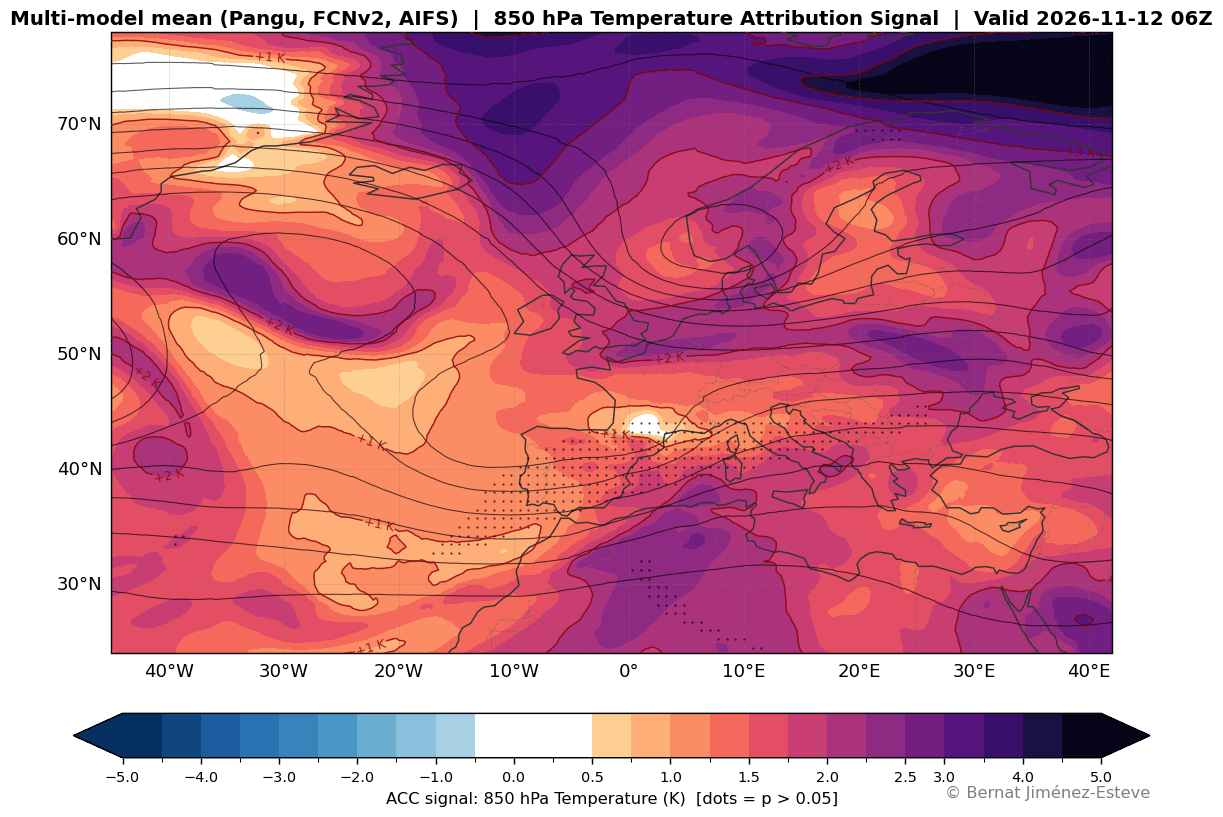 Multi-model mean (Pangu, FCNv2, AIFS) | 850 hPa Temperature Attribution Signal | Valid 2026-11-12 06Z
+1 K
70°N
+3 K
+2 K
60°N
+2 K
50°N
+2 K
+2 K
+1 K
+1 K
40°N
+2 K
+1 K
30°N
+1 K
40°W 30°W 20°W 10°W 0° 10°E 20°E 30°E 40°E
−5.0 −4.0 −3.0 −2.0 −1.0 0.0 0.5 1.0 1.5 2.0 2.5 3.0 4.0 5.0
ACC signal: 850 hPa Temperature (K) [dots = p > 0.05]
© Bernat Jiménez-Esteve